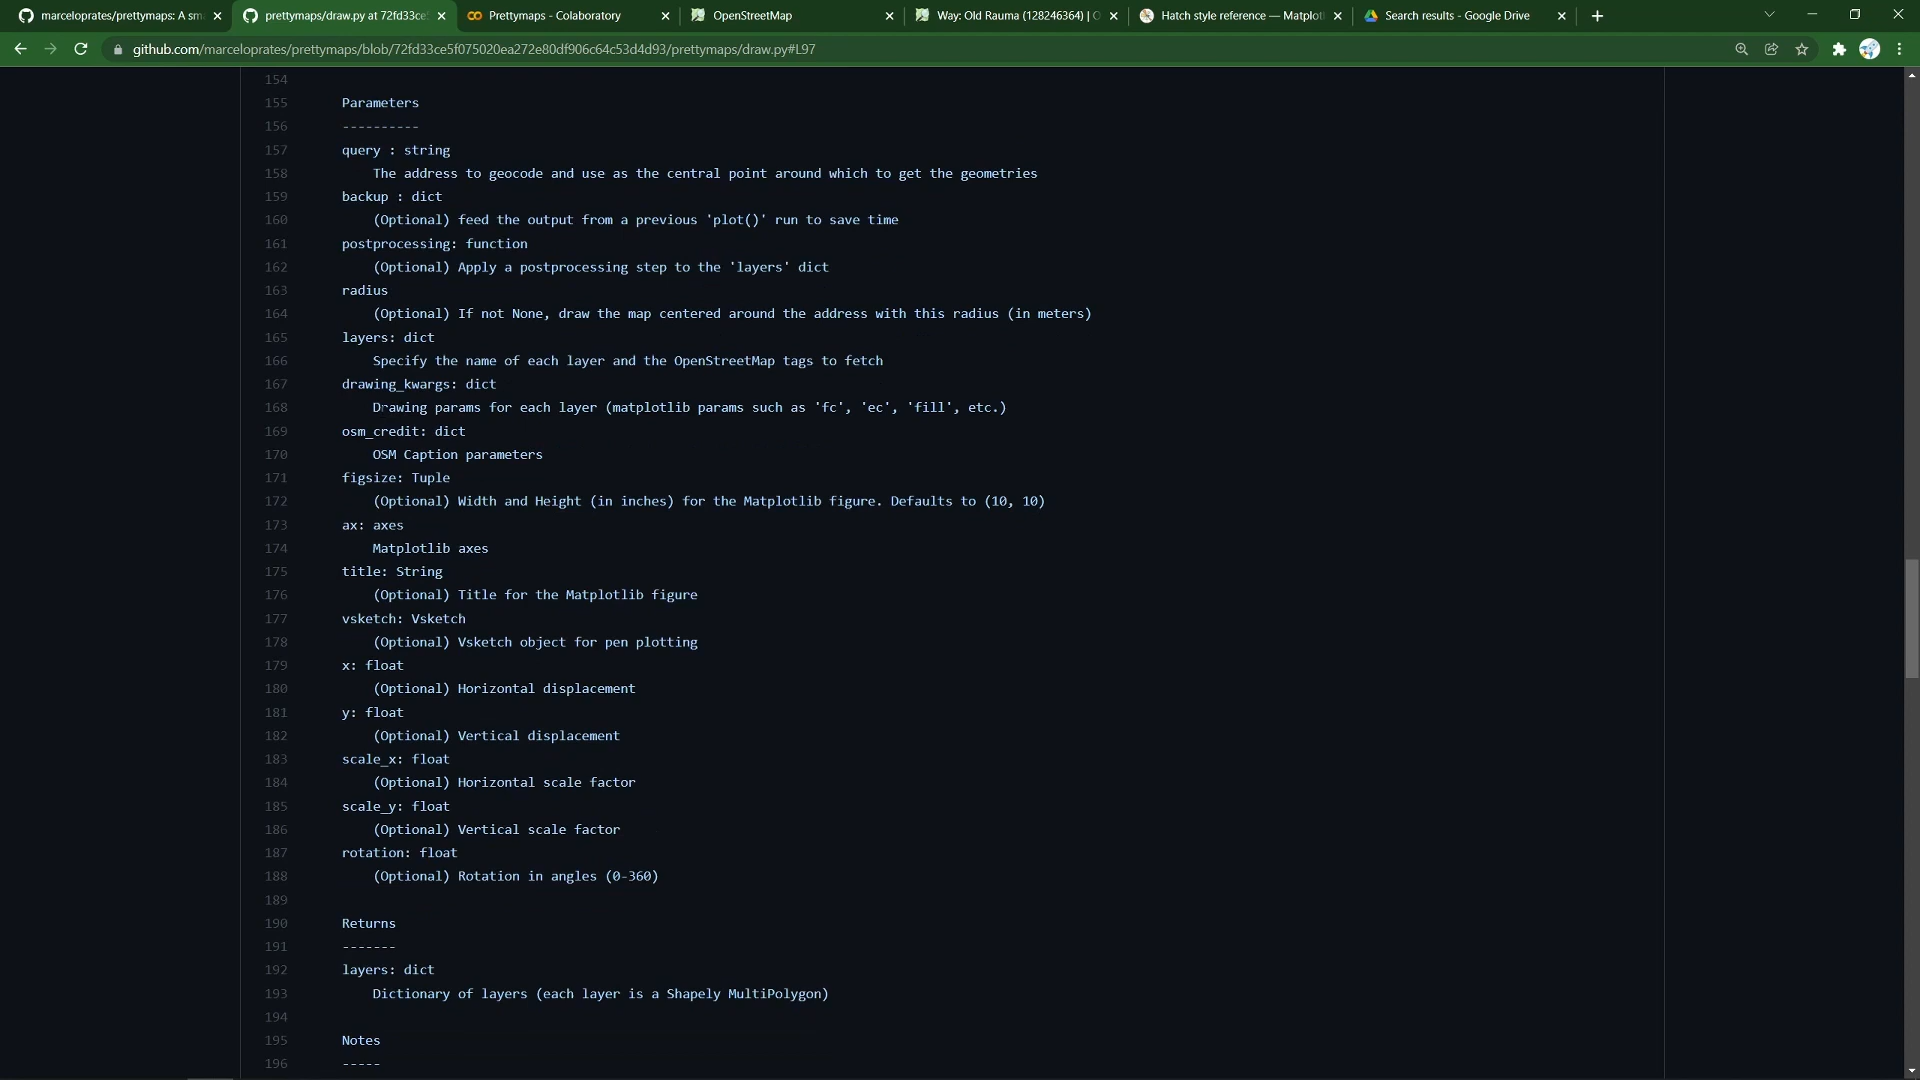 marceloprates/prettymaps: A sm
prettymaps/draw.py at 72fd33ce5
Prettymaps - Colaboratory
OpenStreetMap
Way: Old Rauma (128246364) | O
Hatch style reference — Matplotl
Search results - Google Drive
github.com/marceloprates/prettymaps/blob/72fd33ce5f075020ea272e80df906c64c53d4d93/prettymaps/draw.py#L97
154
155 Parameters
156 ----------
157 query : string
158 The address to geocode and use as the central point around which to get the geometries
159 backup : dict
160 (Optional) feed the output from a previous 'plot()' run to save time
161 postprocessing: function
162 (Optional) Apply a postprocessing step to the 'layers' dict
163 radius
164 (Optional) If not None, draw the map centered around the address with this radius (in meters)
165 layers: dict
166 Specify the name of each layer and the OpenStreetMap tags to fetch
167 drawing_kwargs: dict
168 Drawing params for each layer (matplotlib params such as 'fc', 'ec', 'fill', etc.)
169 osm_credit: dict
170 OSM Caption parameters
171 figsize: Tuple
172 (Optional) Width and Height (in inches) for the Matplotlib figure. Defaults to (10, 10)
173 ax: axes
174 Matplotlib axes
175 title: String
176 (Optional) Title for the Matplotlib figure
177 vsketch: Vsketch
178 (Optional) Vsketch object for pen plotting
179 x: float
180 (Optional) Horizontal displacement
181 y: float
182 (Optional) Vertical displacement
183 scale_x: float
184 (Optional) Horizontal scale factor
185 scale_y: float
186 (Optional) Vertical scale factor
187 rotation: float
188 (Optional) Rotation in angles (0-360)
189
190 Returns
191 -------
192 layers: dict
193 Dictionary of layers (each layer is a Shapely MultiPolygon)
194
195 Notes
196 -----